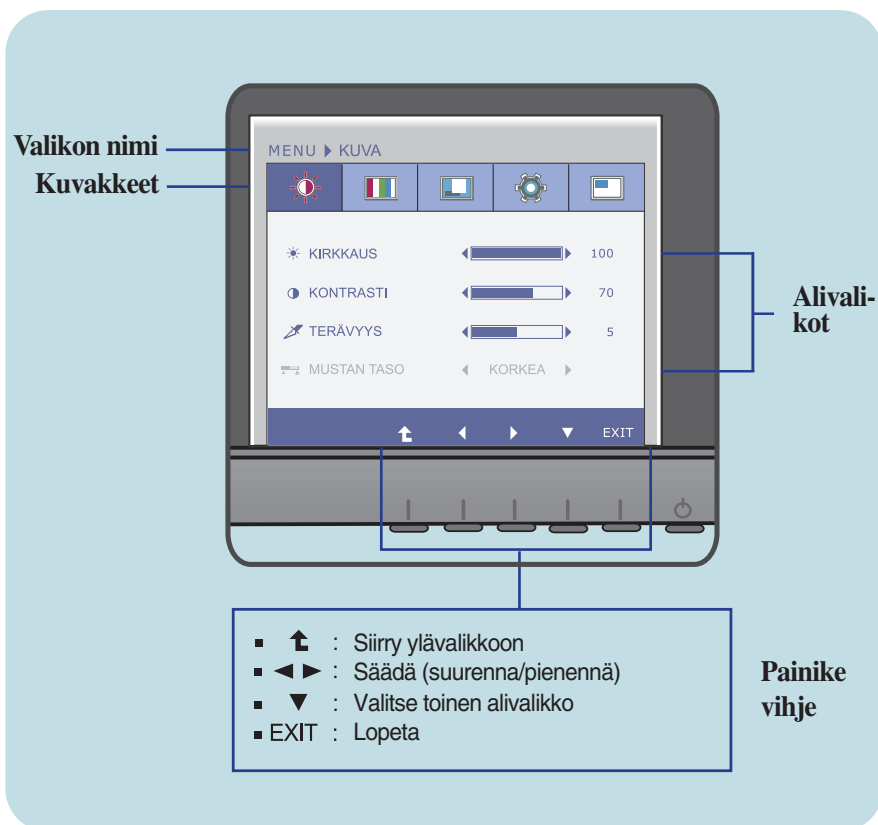 Valikon nimi
Kuvakkeet
MENU KUVA
KIRKKAUS 100
KONTRASTI 70
TERÄVYYS 5
MUSTAN TASO KORKEA
EXIT
Alivali-
kot
: Siirry ylävalikkoon
: Säädä (suurenna/pienennä)
: Valitse toinen alivalikko
EXIT : Lopeta
Painike
vihje